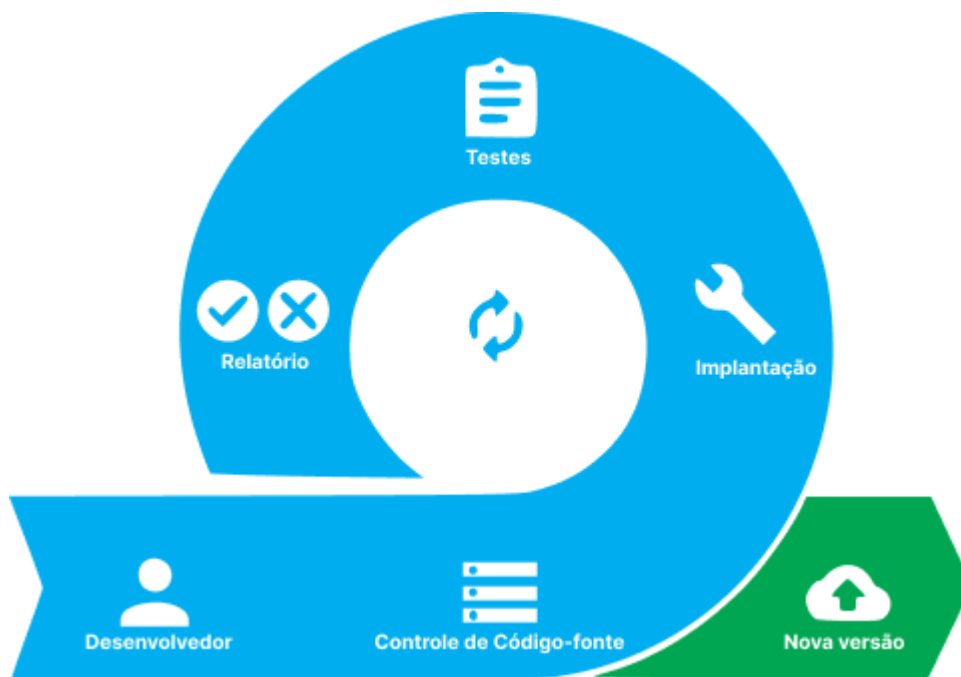 Testes
Relatório
Implantação
Desenvolvedor
Controle de Código-fonte
Nova versão